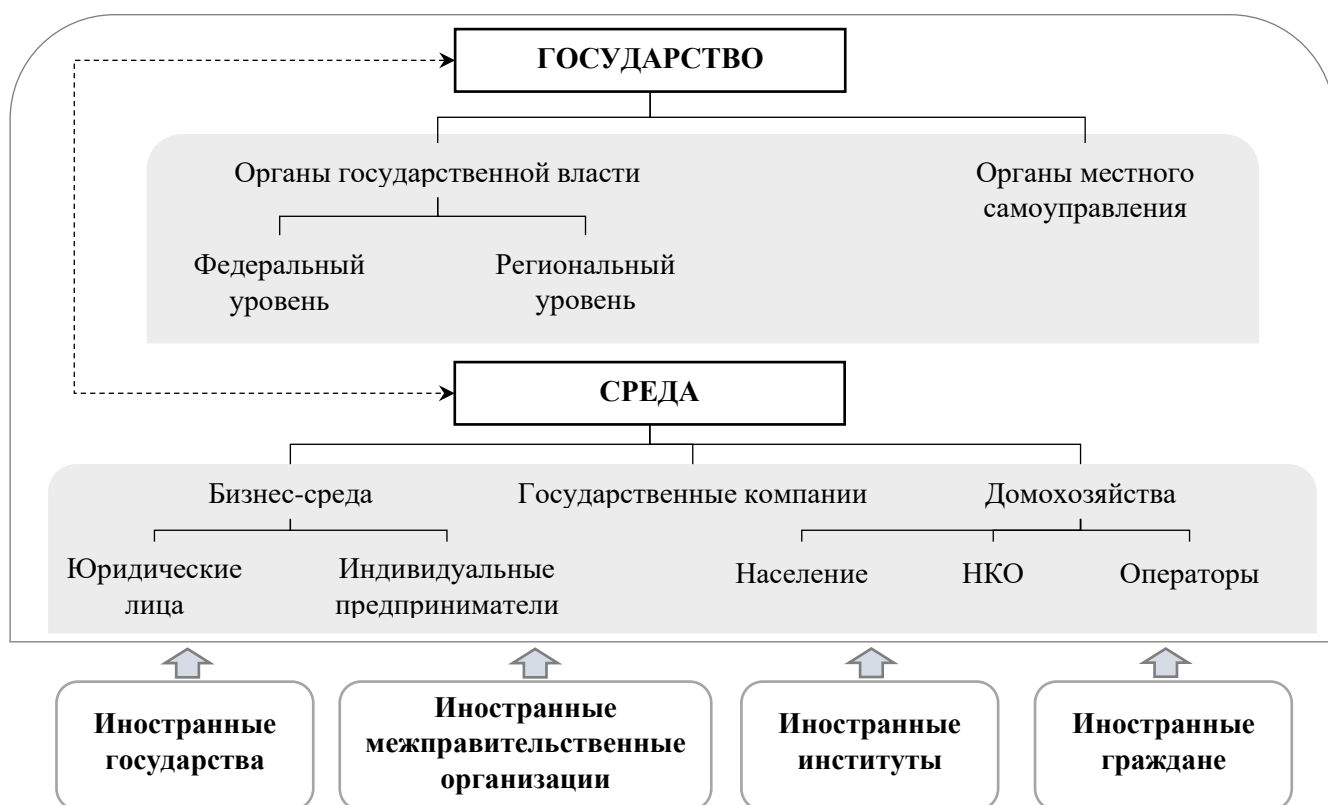 ГОСУДАРСТВО
Органы государственной власти
Органы местного
самоуправления
Федеральный
уровень
Региональный
уровень
СРЕДА
Бизнес-среда
Государственные компании
Домохозяйства
Юридические
лица
Индивидуальные
предприниматели
Население
НКО
Операторы
Иностранные
государства
Иностранные
межправительственные
организации
Иностранные
институты
Иностранные
граждане